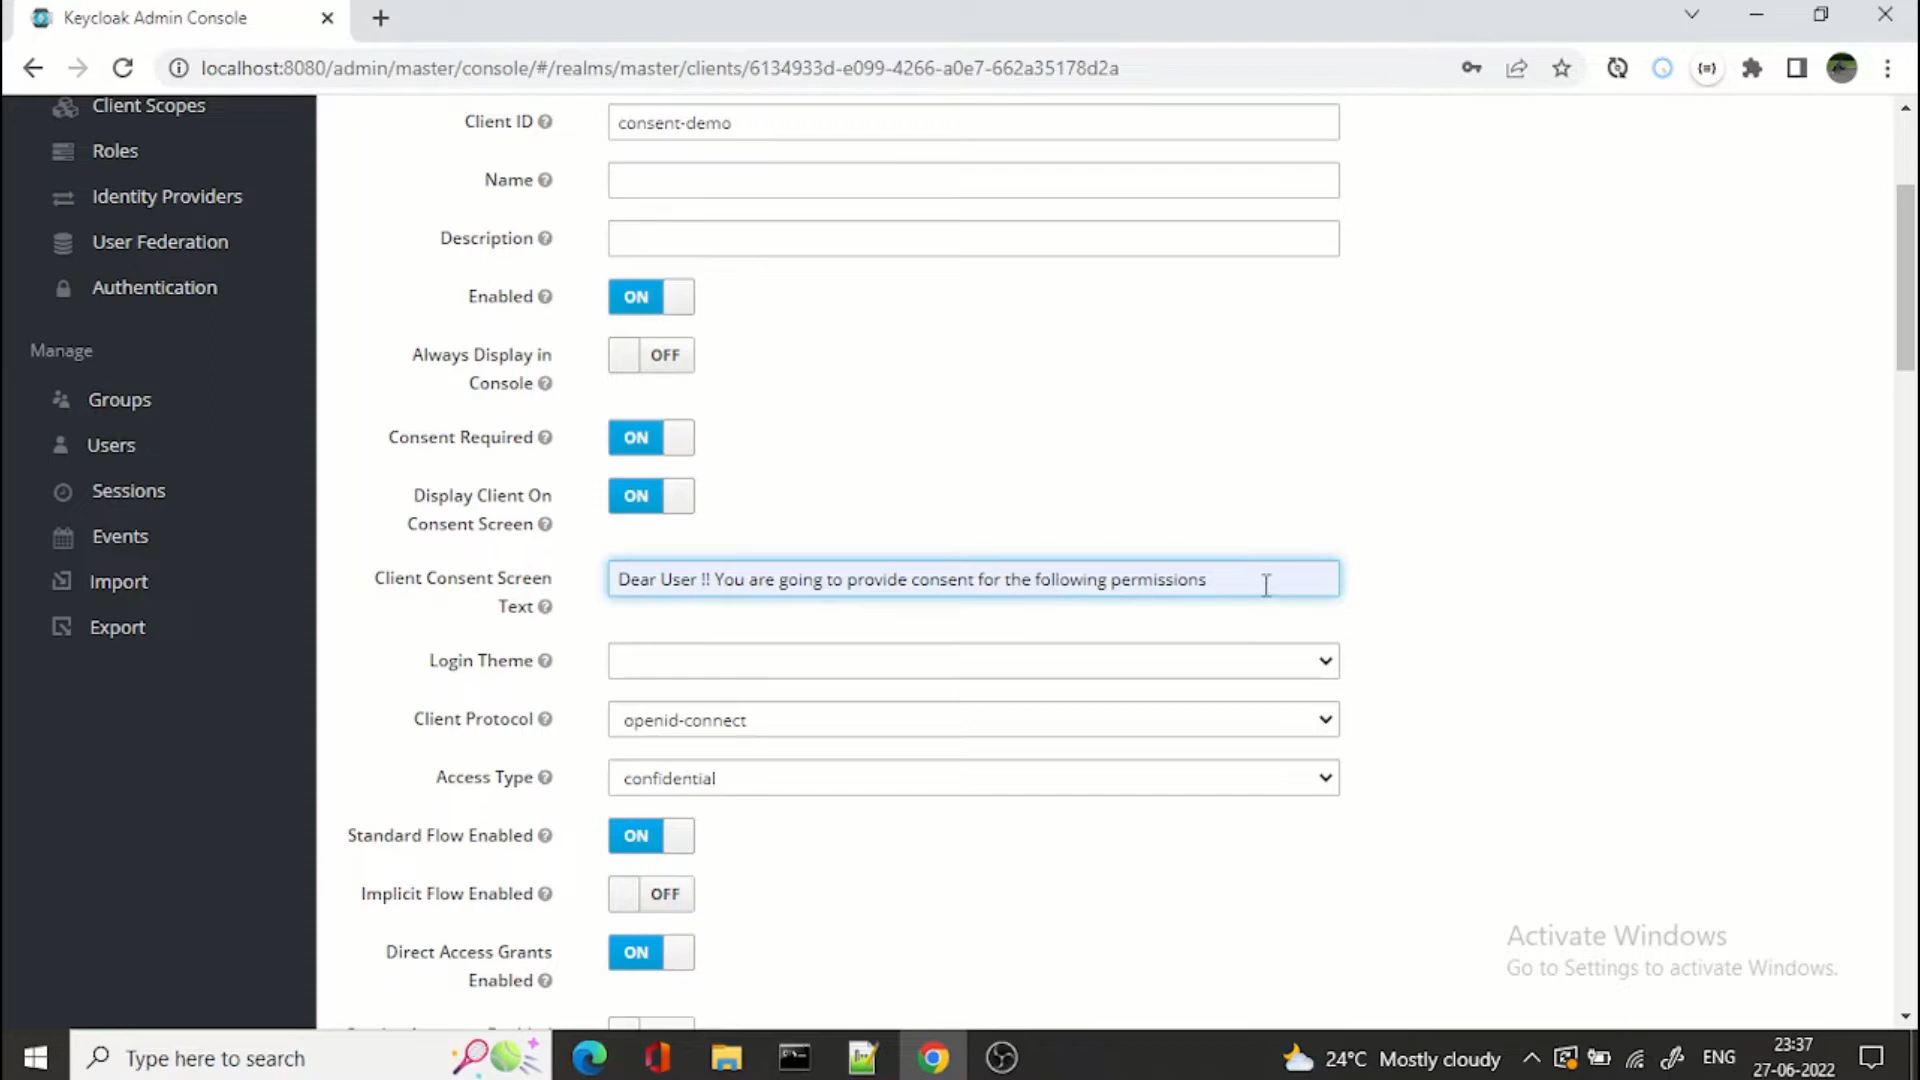 Keycloak Admin Console
localhost:8080/admin/master/console/#/realms/master/clients/6134933d-e099-4266-a0e7-662a35178d2a
Client Scopes
Roles
Identity Providers
User Federation
Authentication
Manage
Groups
Users
Sessions
Events
Import
Export
Client ID
consent-demo
Name
Description
Enabled
ON
Always Display in
Console
OFF
Consent Required
ON
Display Client On
Consent Screen
ON
Client Consent Screen
Text
Dear User !! You are going to provide consent for the following permissions
Login Theme
Client Protocol
openid-connect
Access Type
confidential
Standard Flow Enabled
ON
Implicit Flow Enabled
OFF
Direct Access Grants
Enabled
ON
Activate Windows
Go to Settings to activate Windows.
Type here to search
24°C Mostly cloudy
ENG
23:37
27-06-2022